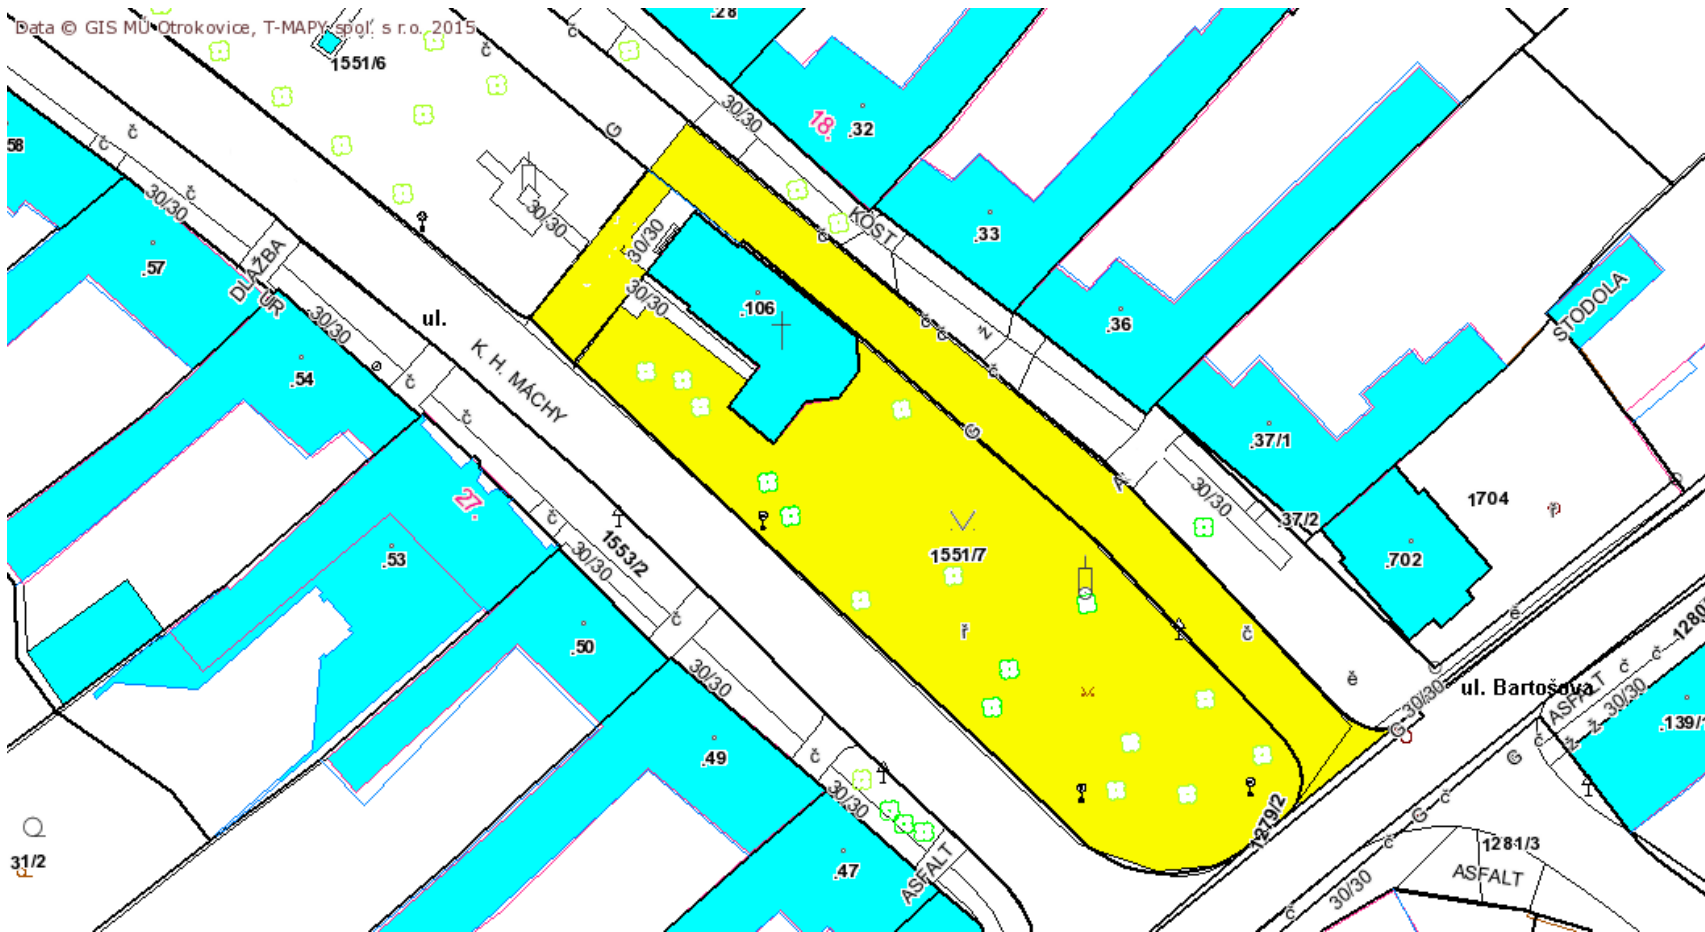 Data © GIS MÚ Otrokovice, T-MAPY spol. s r.o. 2015
.28
č
č
1551/6
30/30
18.
.32
G
č
č
58
č
30/30
30/30
KOST
.33
DLAŽBA
ÚR
.57
30/30
30/30
č
.106
ul.
30/30
č
č
Z
.36
STODOLA
č
K. H. MÁCHY
.54
č
č
G
.37/1
27.
30/30
.37/2
1704
ř
č
1553/2
.53
30/30
1551/7
.702
ř
č
ě
č
1280/
.50
30/30
č
ě
č
č
ul. Bartošova
ASFALT
30/30
30/30
.139/1
ž
ž
č
G
.49
č
G
č
30/30
1279/2
G
31/2
.47
ASFALT
č
1281/3
ASFALT
30/30
č